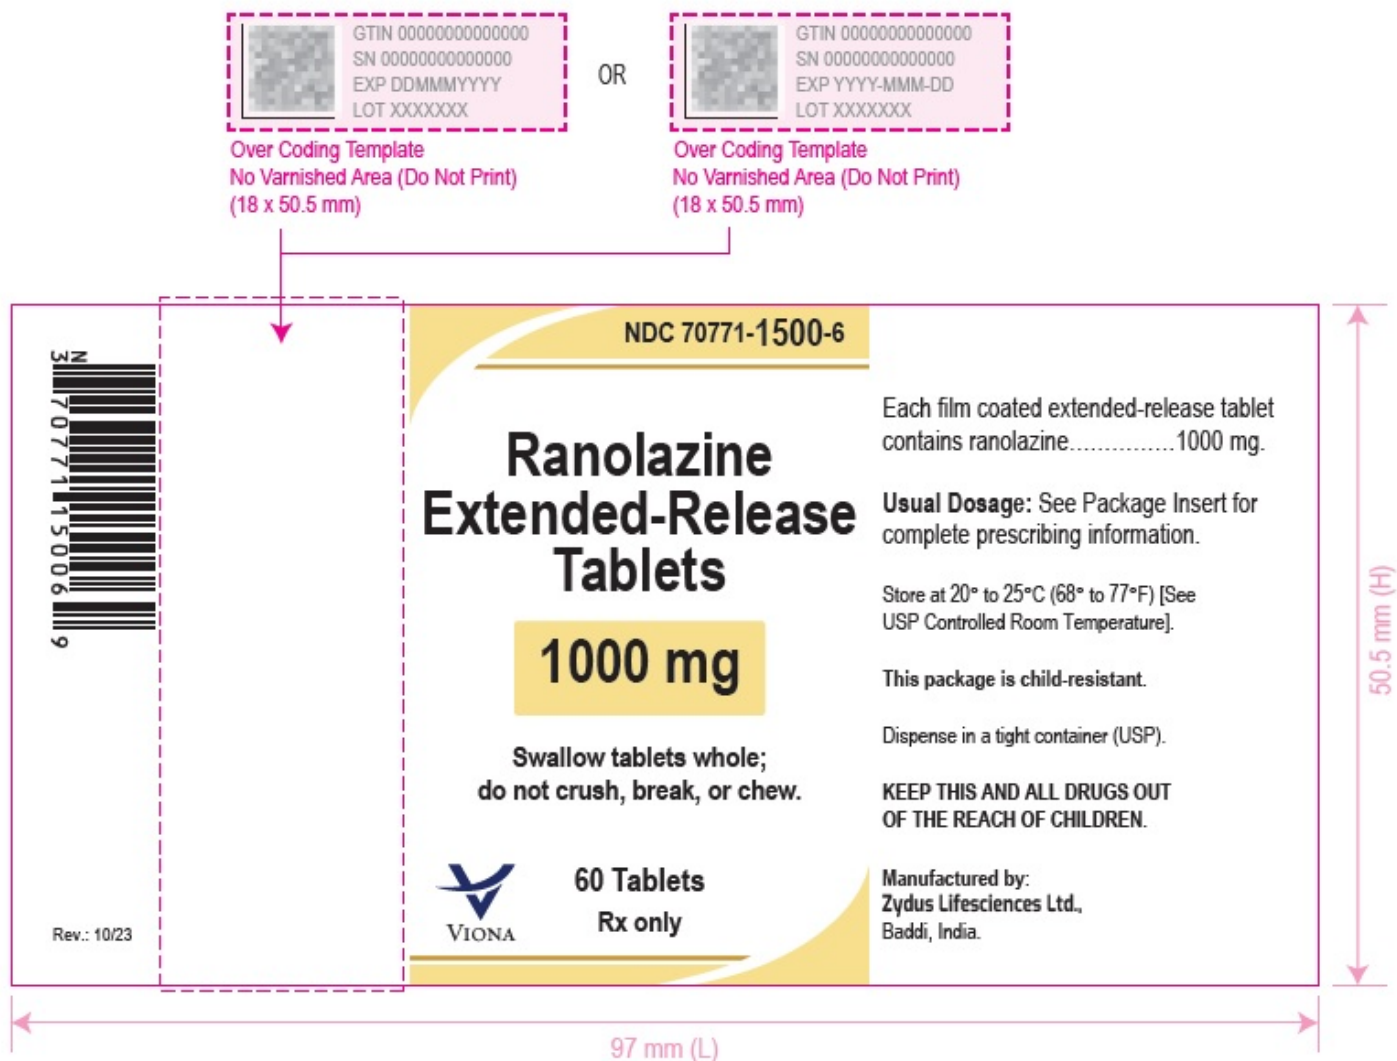 GTIN 00000000000000
SN 00000000000000
EXP DDMMMYYYY
LOT XXXXXXX
OR
GTIN 00000000000000
SN 00000000000000
EXP YYYY-MMM-DD
LOT XXXXXXX
Over Coding Template
No Varnished Area (Do Not Print)
(18 x 50.5 mm)
Over Coding Template
No Varnished Area (Do Not Print)
(18 x 50.5 mm)
N
3 70771 15006 9
Rev.: 10/23
NDC 70771-1500-6
Ranolazine
Extended-Release
Tablets
1000 mg
Swallow tablets whole;
do not crush, break, or chew.
VIONA
60 Tablets
Rx only
Each film coated extended-release tablet
contains ranolazine...............1000 mg.
Usual Dosage: See Package Insert for
complete prescribing information.
Store at 20° to 25°C (68° to 77°F) [See
USP Controlled Room Temperature].
This package is child-resistant.
Dispense in a tight container (USP).
KEEP THIS AND ALL DRUGS OUT
OF THE REACH OF CHILDREN.
Manufactured by:
Zydus Lifesciences Ltd.,
Baddi, India.
50.5 mm (H)
97 mm (L)